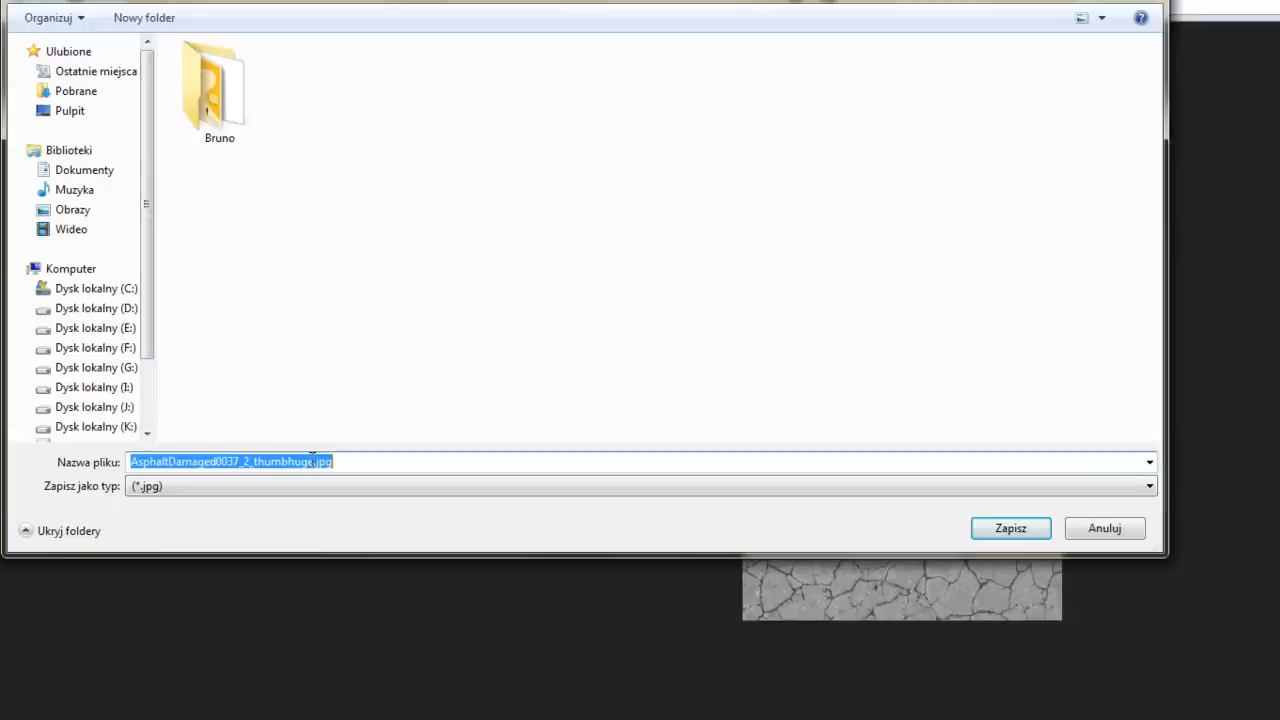 Organizuj
Nowy folder
Ulubione
Ostatnie miejsca
Pobrane
Pulpit
Biblioteki
Dokumenty
Muzyka
Obrazy
Wideo
Komputer
Dysk lokalny (C:)
Dysk lokalny (D:)
Dysk lokalny (E:)
Dysk lokalny (F:)
Dysk lokalny (G:)
Dysk lokalny (I:)
Dysk lokalny (J:)
Dysk lokalny (K:)
Bruno
Nazwa pliku: AsphaltDamaged0037_2_thumbhuge.jpg
Zapisz jako typ: (*.jpg)
Ukryj foldery
Zapisz
Anuluj